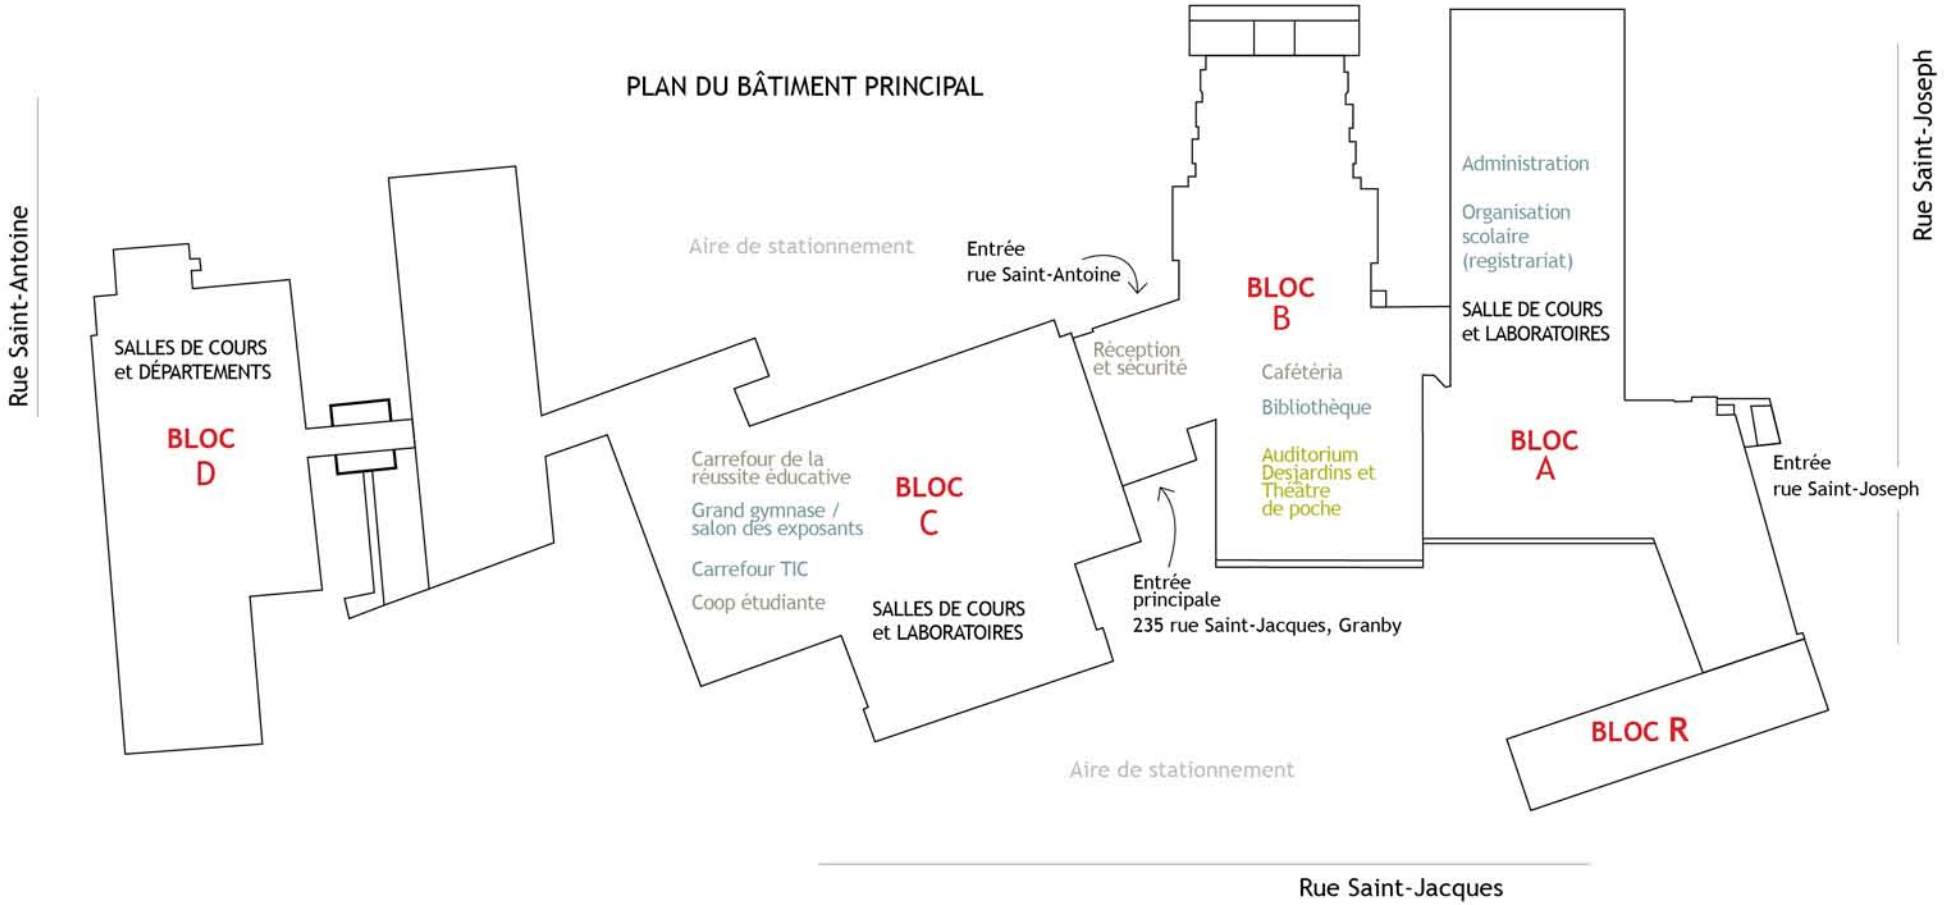 PLAN DU BÂTIMENT PRINCIPAL
Rue Saint-Antoine
Rue Saint-Joseph
Aire de stationnement
Entrée
rue Saint-Antoine
SALLES DE COURS
et DÉPARTEMENTS
BLOC
D
Carrefour de la
réussite éducative
Grand gymnase /
salon des exposants
Carrefour TIC
Coop étudiante
BLOC
C
SALLES DE COURS
et LABORATOIRES
Réception
et sécurité
BLOC
B
Cafétéria
Bibliothèque
Auditorium
Desjardins et
Théâtre
de poche
Entrée
principale
235 rue Saint-Jacques, Granby
Administration
Organisation
scolaire
(registrariat)
SALLE DE COURS
et LABORATOIRES
BLOC
A
Entrée
rue Saint-Joseph
BLOC R
Aire de stationnement
Rue Saint-Jacques